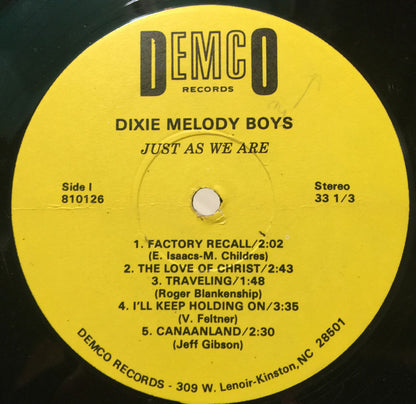 DEMCO
RECORDS
DIXIE MELODY BOYS
JUST AS WE ARE
Side I
810126
Stereo
33 1/3
1. FACTORY RECALL/2:02
(E. Isaacs-M. Childres)
2. THE LOVE OF CHRIST/2:43
3. TRAVELING/1:48
(Roger Blankenship)
4. I'LL KEEP HOLDING ON/3:35
(V. Feltner)
5. CANAANLAND/2:30
(Jeff Gibson)
DEMCO RECORDS - 309 W. Lenoir-Kinston, NC 28501